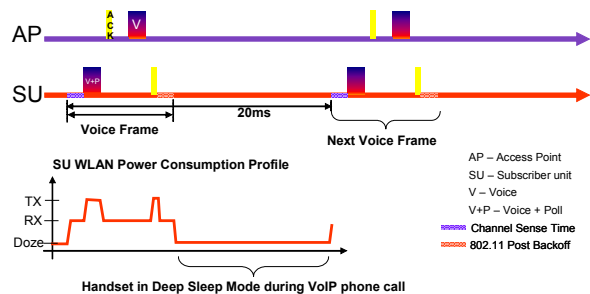 ACK
V
AP
V+P
SU
20ms
Voice Frame
Next Voice Frame
SU WLAN Power Consumption Profile
TX
RX
Doze
Handset in Deep Sleep Mode during VoIP phone call
AP – Access Point
SU – Subscriber unit
V – Voice
V+P – Voice + Poll
Channel Sense Time
802.11 Post Backoff